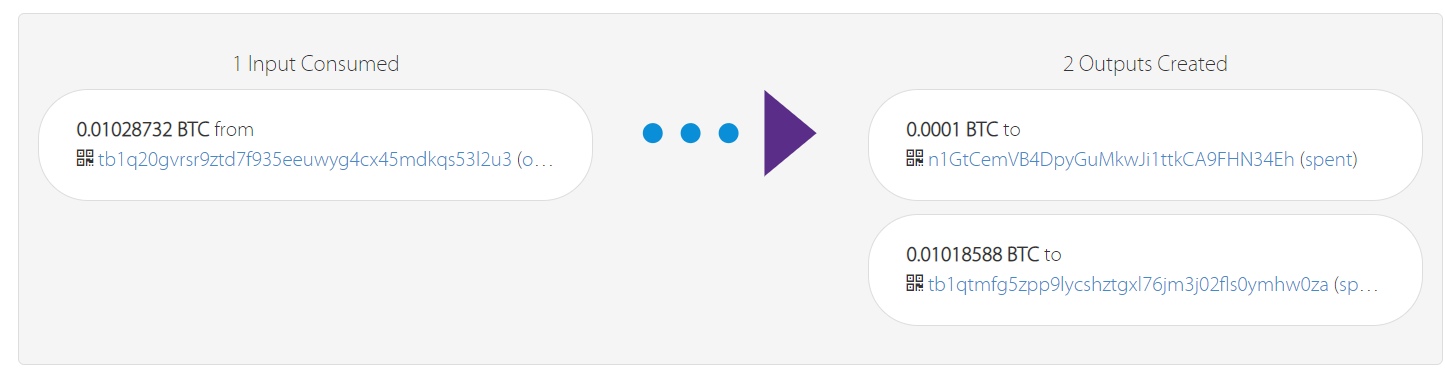 1 Input Consumed
0.01028732 BTC from
tb1q20gvrsr9ztd7f935eeuwyg4cx45mdkqs53l2u3 (o…
2 Outputs Created
0.0001 BTC to
n1GtCemVB4DpyGuMkwJi1ttkCA9FHN34Eh (spent)
0.01018588 BTC to
tb1qtmfg5zpp9lycshztgxl76jm3j02fls0ymhw0za (sp…